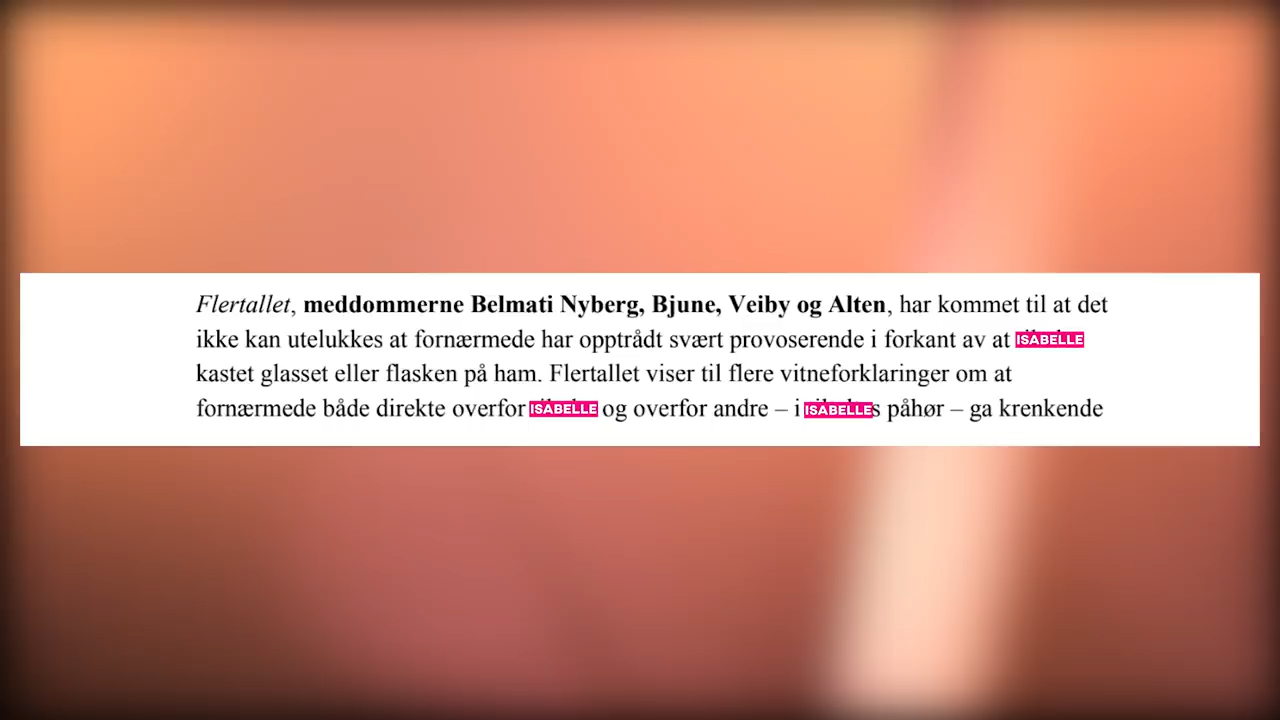 Flertallet, meddommerne Belmati Nyberg, Bjune, Veiby og Alten, har kommet til at det
ikke kan utelukkes at fornærmede har opptrådt svært provoserende i forkant av at ISABELLE
kastet glasset eller flasken på ham. Flertallet viser til flere vitneforklaringer om at
fornærmede både direkte overfor ISABELLE og overfor andre – i ISABELLEs påhør – ga krenkende